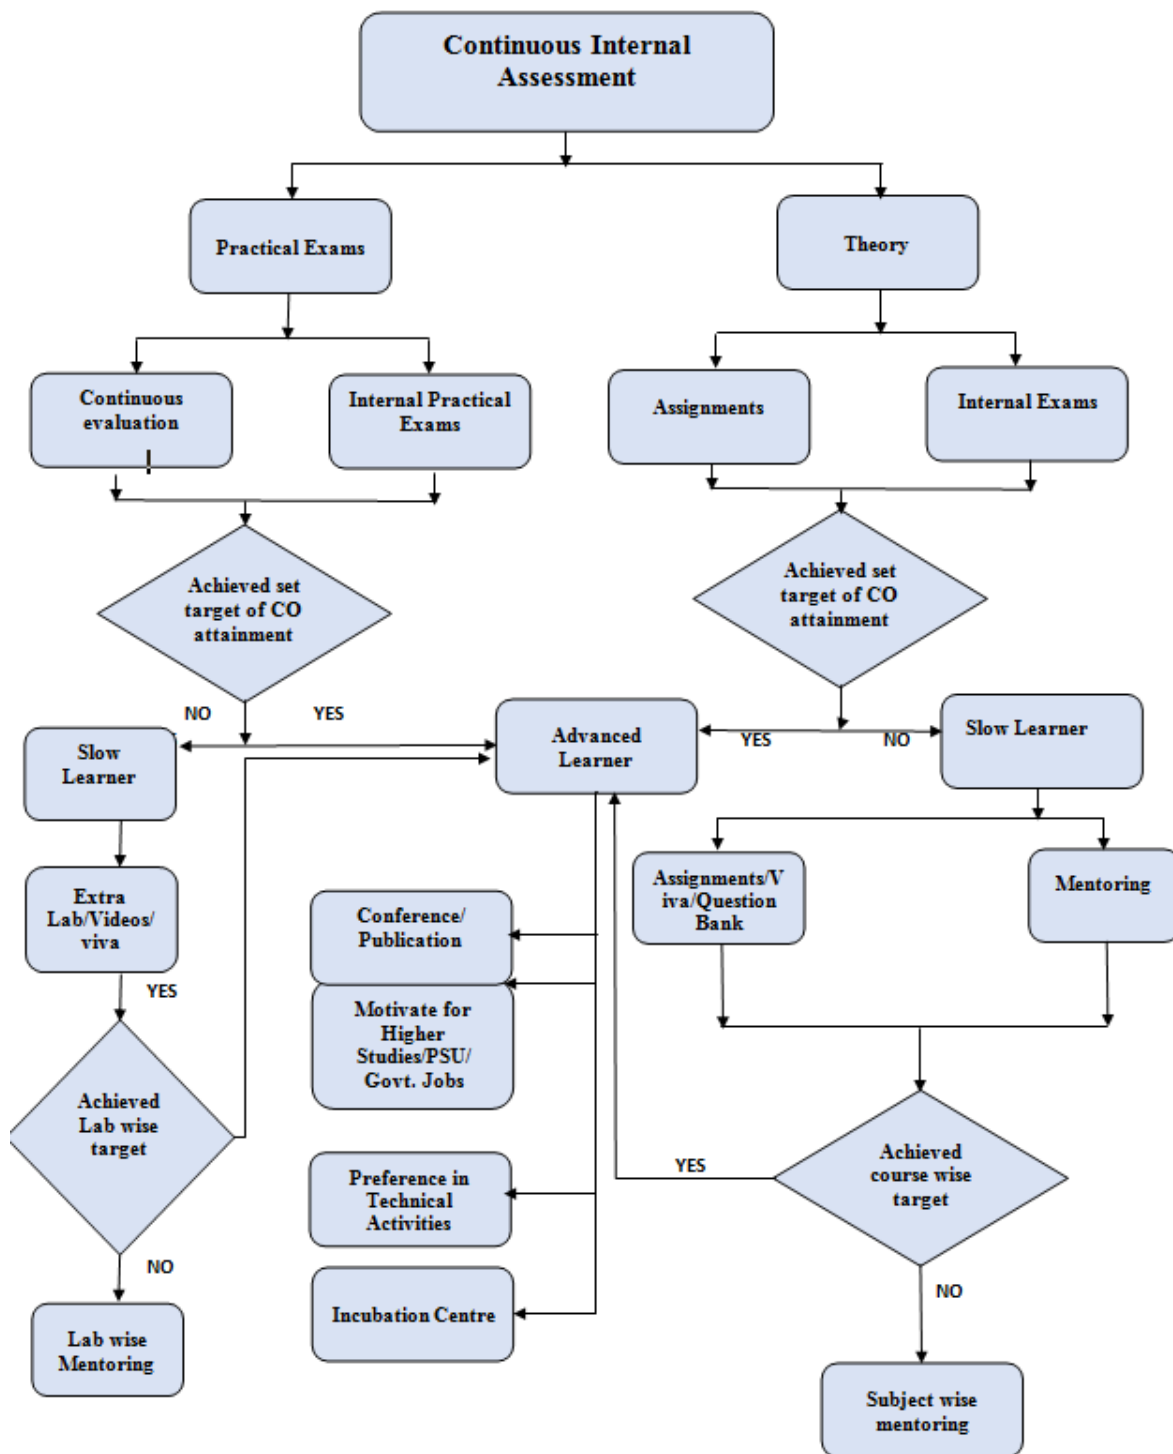 Continuous Internal
Assessment
Practical Exams
Theory
Continuous
evaluation
Internal Practical
Exams
Assignments
Internal Exams
Achieved set
target of CO
attainment
Achieved set
target of CO
attainment
NO
YES
Slow
Learner
Advanced
Learner
YES
NO
Slow Learner
Extra
Lab/Videos/
viva
Conference/
Publication
Assignments/V
iva/Question
Bank
Mentoring
YES
Motivate for
Higher
Studies/PSU/
Govt. Jobs
Achieved
Lab wise
target
Preference in
Technical
Activities
YES
Achieved
course wise
target
NO
Incubation Centre
NO
Lab wise
Mentoring
Subject wise
mentoring